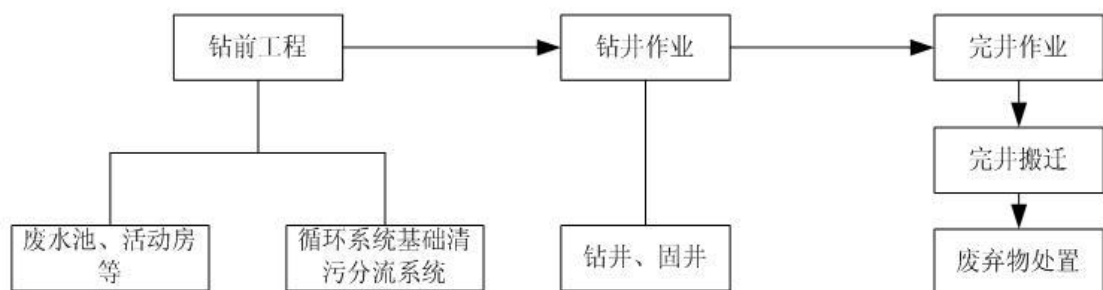 钻前工程
钻井作业
完井作业
完井搬迁
废水池、活动房
等
循环系统基础清
污分流系统
钻井、固井
废弃物处置